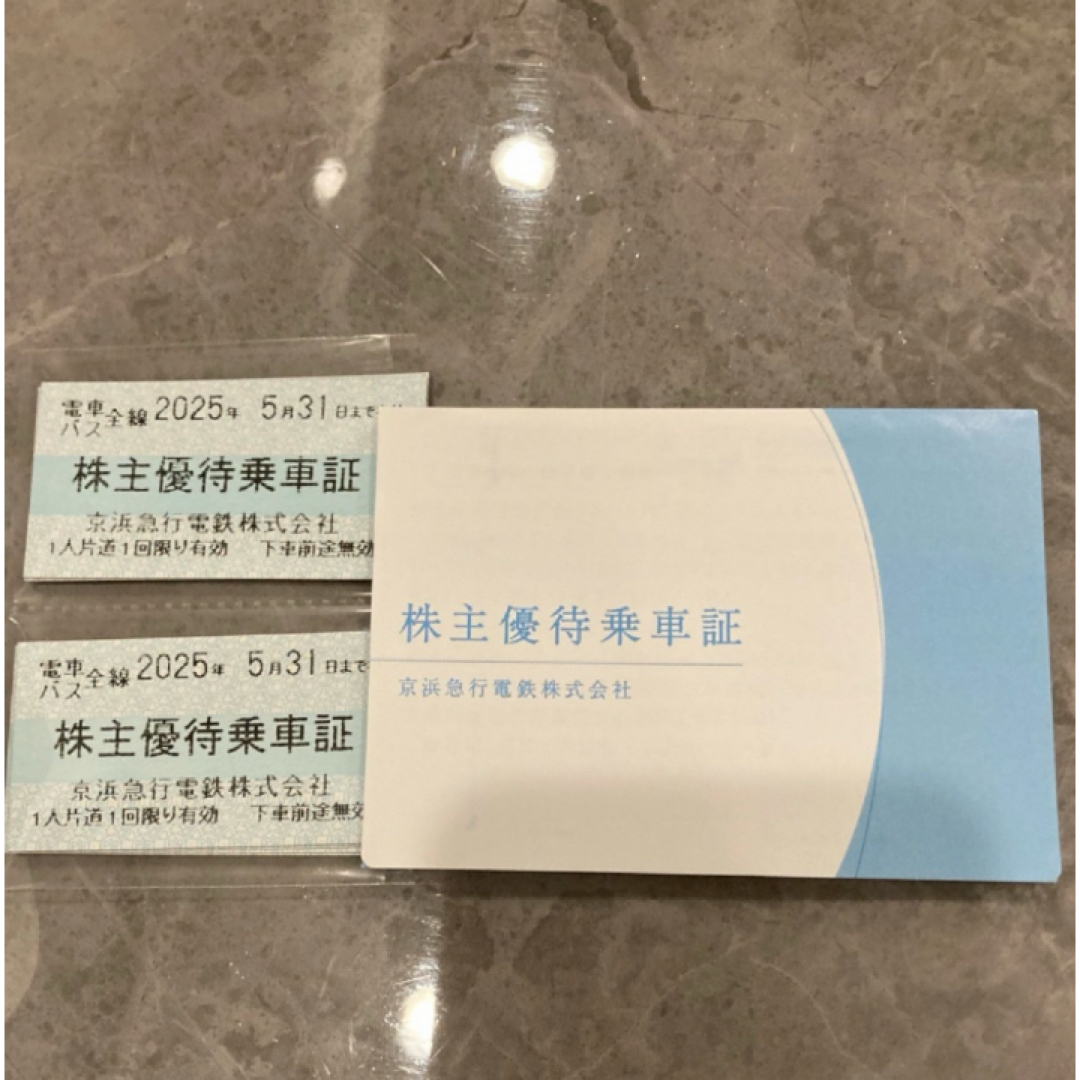 電車バス全線 2025年 5月31日まで
株主優待乗車証
京浜急行電鉄株式会社
1人片道1回限り有効 下車前途無効
電車バス全線 2025年 5月31日まで
株主優待乗車証
京浜急行電鉄株式会社
1人片道1回限り有効 下車前途無効
株主優待乗車証
京浜急行電鉄株式会社